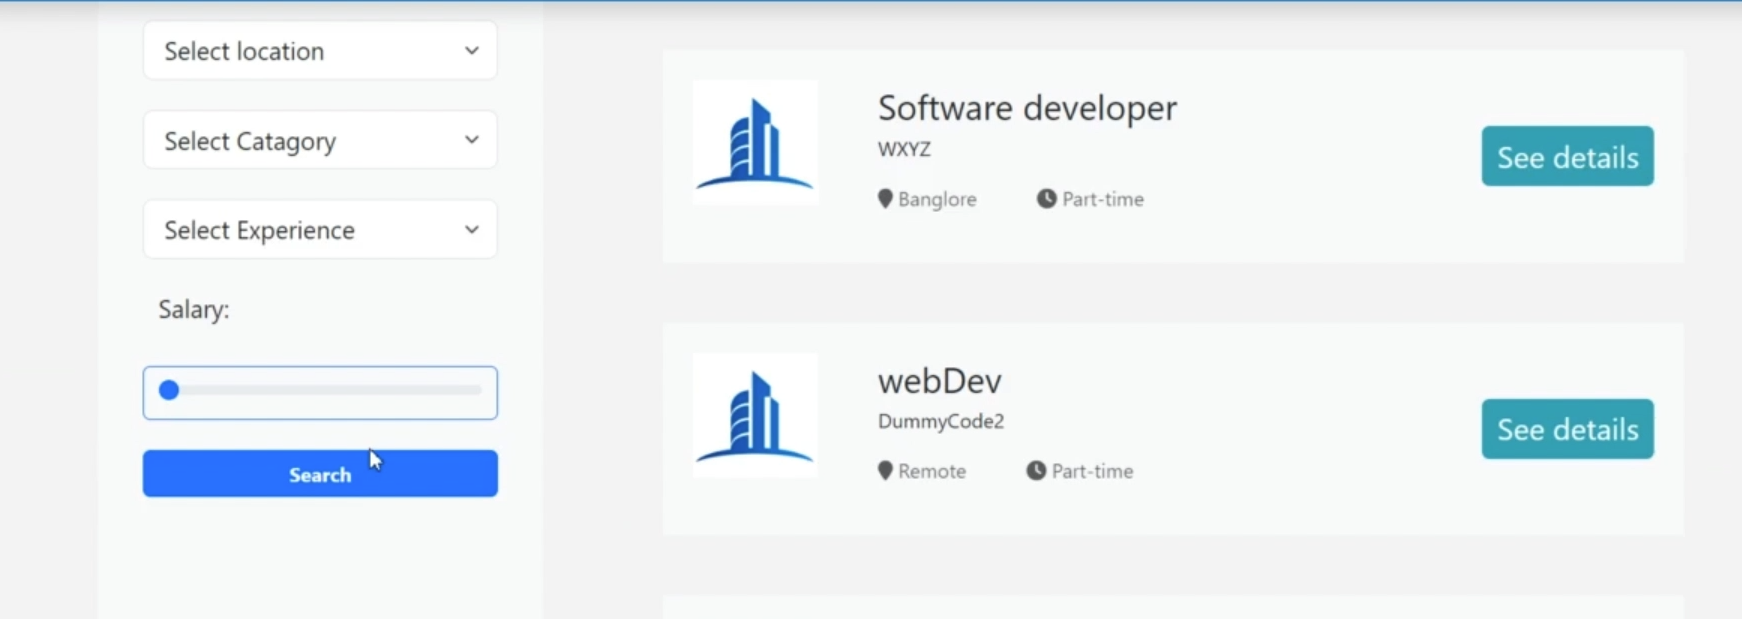 Select location
Select Catagory
Select Experience
Salary:
Search
Software developer
WXYZ
Banglore
Part-time
See details
webDev
DummyCode2
Remote
Part-time
See details